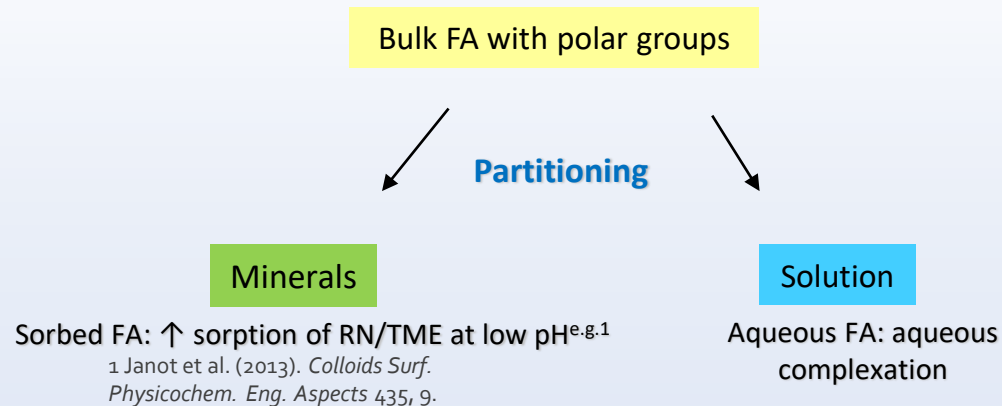 Bulk FA with polar groups
Partitioning
Minerals
Sorbed FA: ↑ sorption of RN/TME at low pHe.g.1
1 Janot et al. (2013). Colloids Surf.
Physicochem. Eng. Aspects 435, 9.
Solution
Aqueous FA: aqueous
complexation